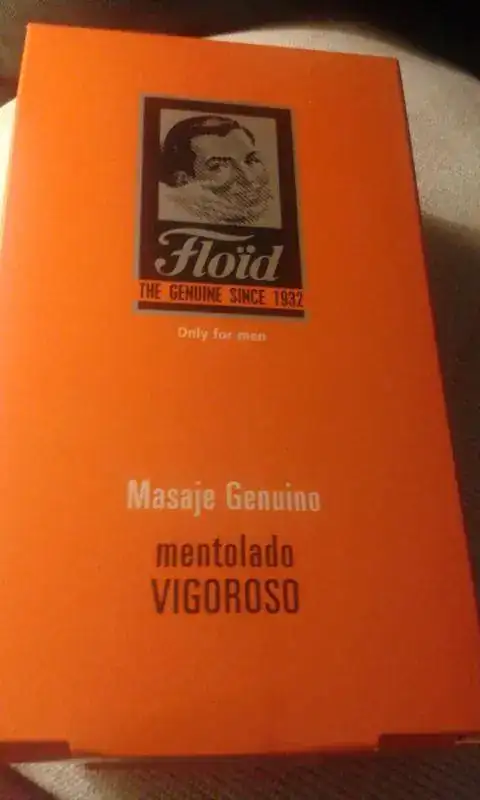 Floïd
THE GENUINE SINCE 1932
Only for men
Masaje Genuino
mentolado
VIGOROSO